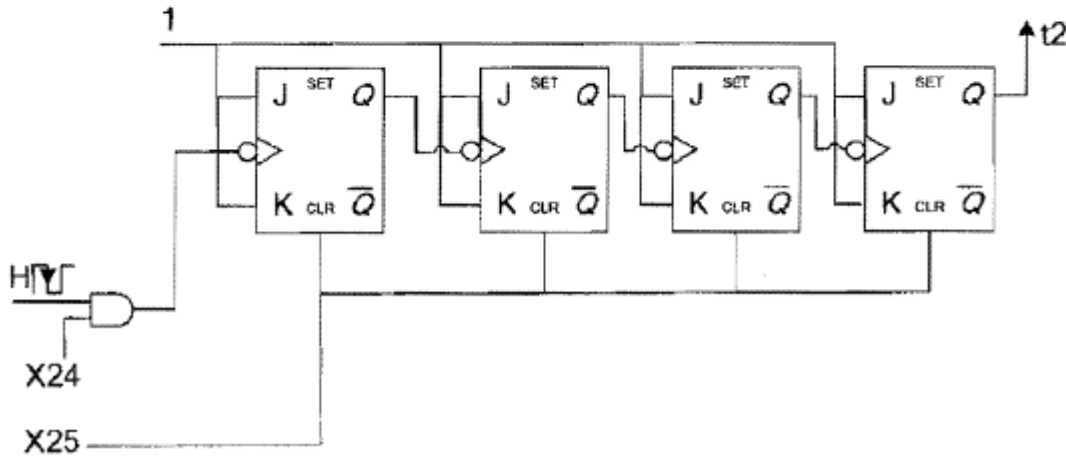 1
t2
J SET Q
J SET Q
J SET Q
J SET Q
K CLR Q̅
K CLR Q̅
K CLR Q̅
K CLR Q̅
H
X24
X25